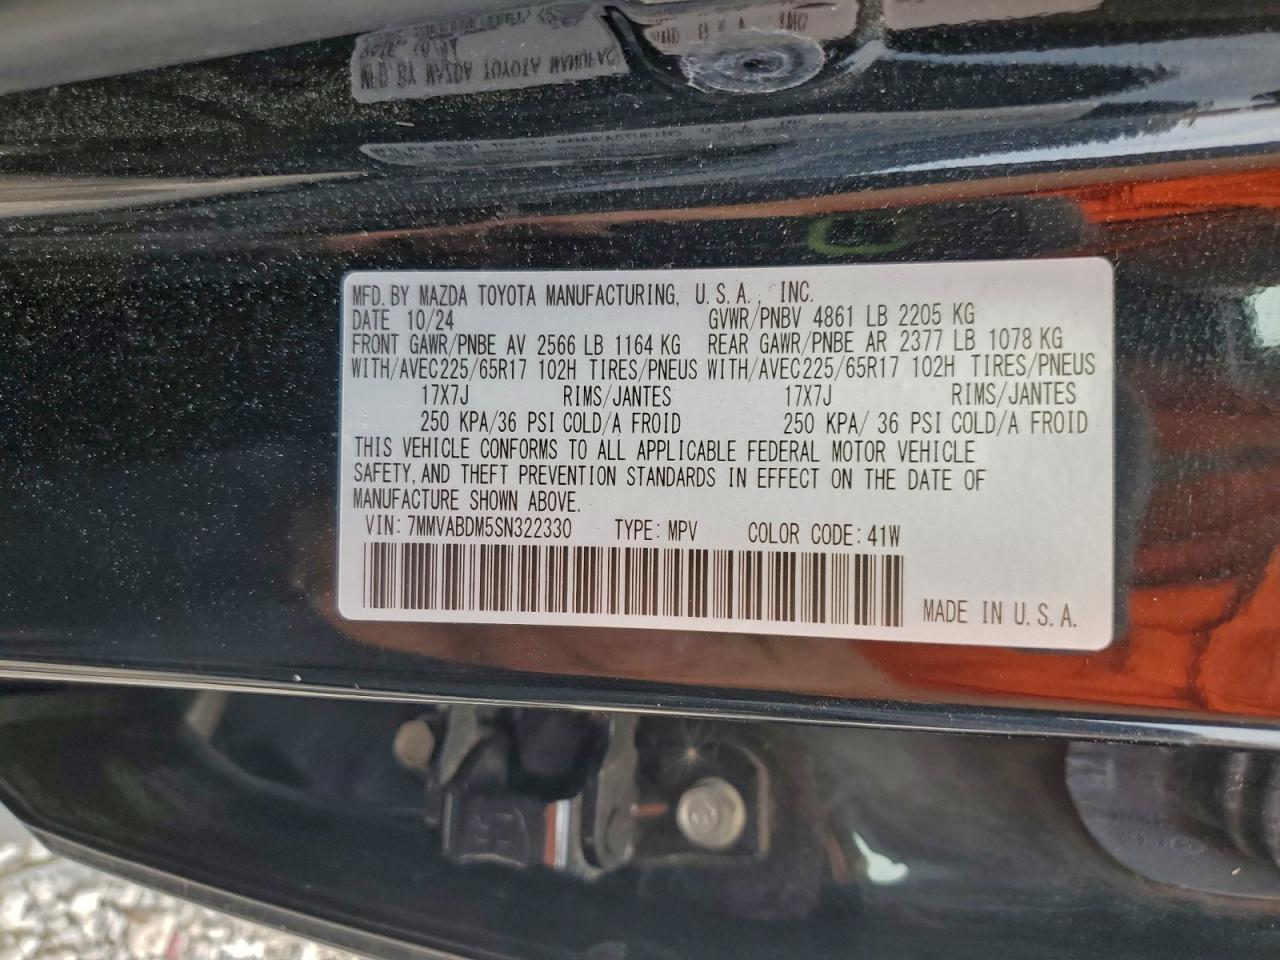 MFD. BY MAZDA TOYOTA MANUFACTURING, U.S.A., INC.
DATE 10/24 GVWR/PNBV 4861 LB 2205 KG
FRONT GAWR/PNBE AV 2566 LB 1164 KG REAR GAWR/PNBE AR 2377 LB 1078 KG
WITH/AVEC225/65R17 102H TIRES/PNEUS WITH/AVEC225/65R17 102H TIRES/PNEUS
17X7J RIMS/JANTES 17X7J RIMS/JANTES
250 KPA/36 PSI COLD/A FROID 250 KPA/ 36 PSI COLD/A FROID
THIS VEHICLE CONFORMS TO ALL APPLICABLE FEDERAL MOTOR VEHICLE
SAFETY, AND THEFT PREVENTION STANDARDS IN EFFECT ON THE DATE OF
MANUFACTURE SHOWN ABOVE.
VIN: 7MMVABDM5SN322330 TYPE: MPV COLOR CODE: 41W
MADE IN U.S.A.